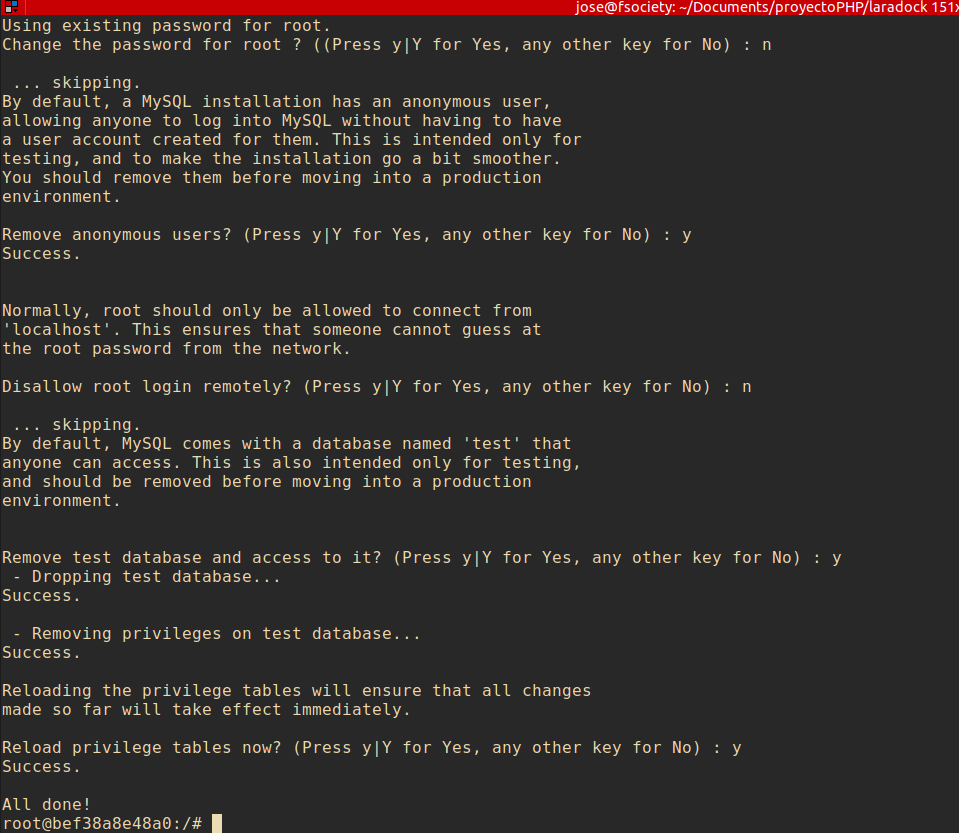 jose@fsociety: ~/Documents/proyectoPHP/laradock 151x
Using existing password for root.
Change the password for root ? ((Press y|Y for Yes, any other key for No) : n
... skipping.
By default, a MySQL installation has an anonymous user,
allowing anyone to log into MySQL without having to have
a user account created for them. This is intended only for
testing, and to make the installation go a bit smoother.
You should remove them before moving into a production
environment.
Remove anonymous users? (Press y|Y for Yes, any other key for No) : y
Success.
Normally, root should only be allowed to connect from
'localhost'. This ensures that someone cannot guess at
the root password from the network.
Disallow root login remotely? (Press y|Y for Yes, any other key for No) : n
... skipping.
By default, MySQL comes with a database named 'test' that
anyone can access. This is also intended only for testing,
and should be removed before moving into a production
environment.
Remove test database and access to it? (Press y|Y for Yes, any other key for No) : y
- Dropping test database...
Success.
- Removing privileges on test database...
Success.
Reloading the privilege tables will ensure that all changes
made so far will take effect immediately.
Reload privilege tables now? (Press y|Y for Yes, any other key for No) : y
Success.
All done!
root@bef38a8e48a0:/#